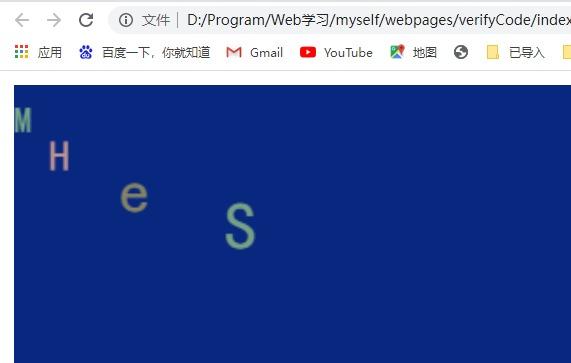 文件 D:/Program/Web学习/myself/webpages/verifyCode/index
应用 百度一下，你就知道 Gmail YouTube 地图 已导入
M
H
e
S